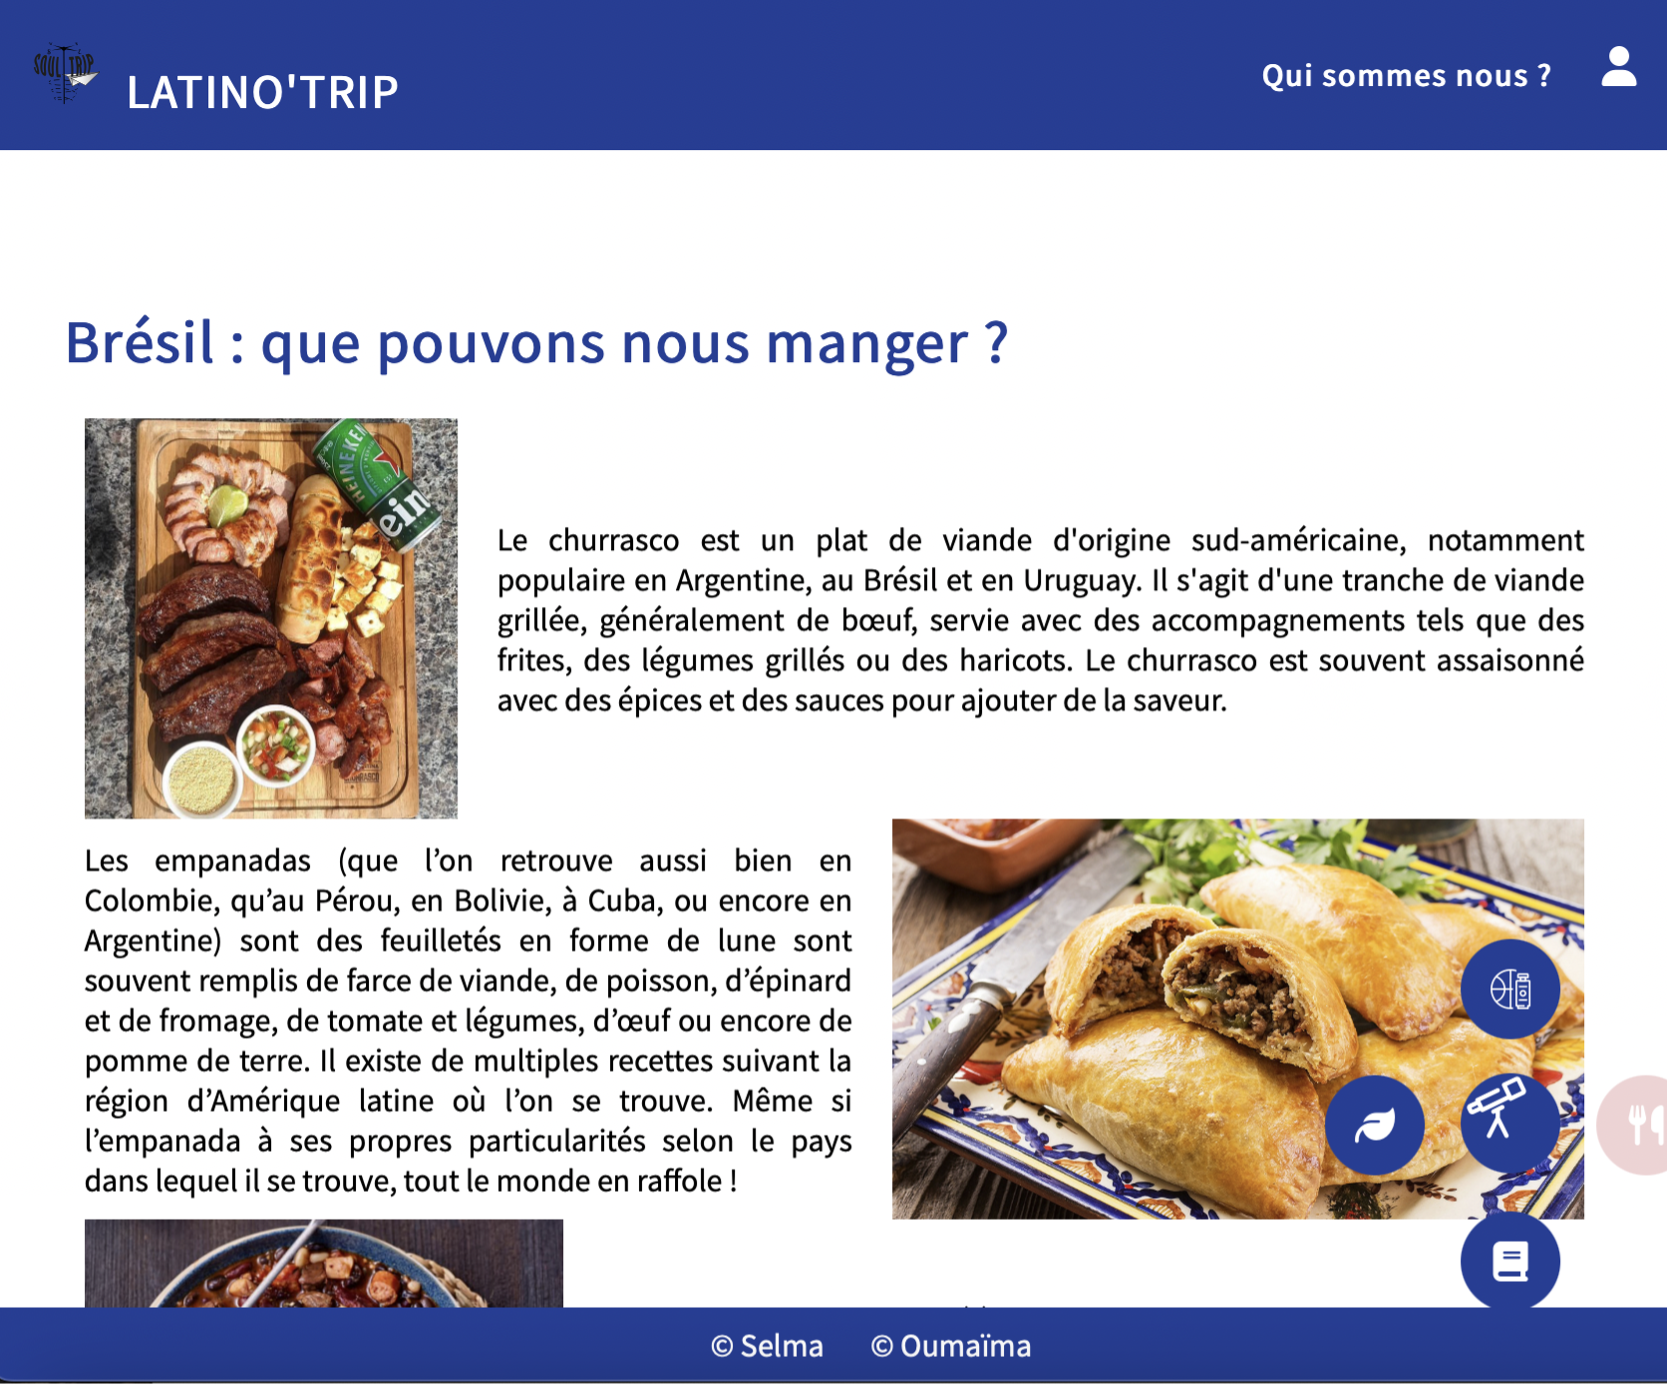 SOUL TRIP
LATINO'TRIP
Qui sommes nous ?
Brésil : que pouvons nous manger ?
HEINEKEN
ein
Le churrasco est un plat de viande d'origine sud-américaine, notamment
populaire en Argentine, au Brésil et en Uruguay. Il s'agit d'une tranche de viande
grillée, généralement de bœuf, servie avec des accompagnements tels que des
frites, des légumes grillés ou des haricots. Le churrasco est souvent assaisonné
avec des épices et des sauces pour ajouter de la saveur.
Les empanadas (que l’on retrouve aussi bien en
Colombie, qu’au Pérou, en Bolivie, à Cuba, ou encore en
Argentine) sont des feuilletés en forme de lune sont
souvent remplis de farce de viande, de poisson, d’épinard
et de fromage, de tomate et légumes, d’œuf ou encore de
pomme de terre. Il existe de multiples recettes suivant la
région d’Amérique latine où l’on se trouve. Même si
l’empanada à ses propres particularités selon le pays
dans lequel il se trouve, tout le monde en raffole !
© Selma © Oumaïma